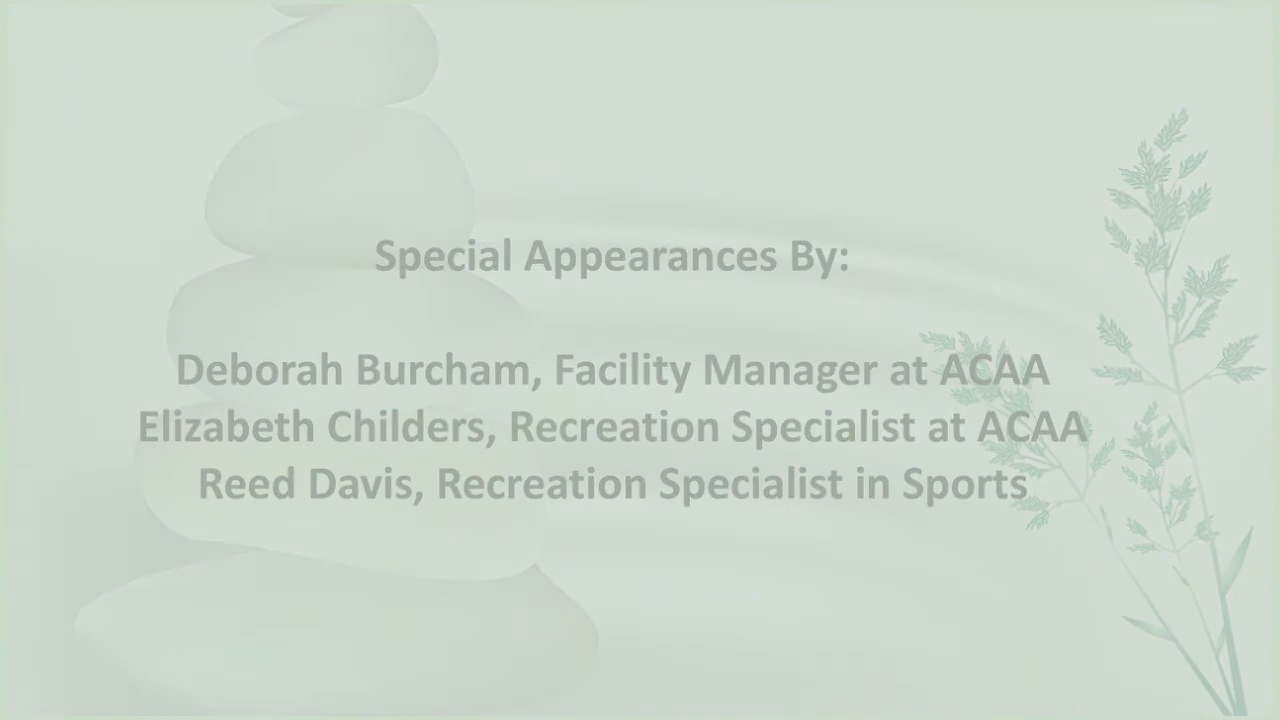 Special Appearances By:
Deborah Burcham, Facility Manager at ACAA
Elizabeth Childers, Recreation Specialist at ACAA
Reed Davis, Recreation Specialist in Sports